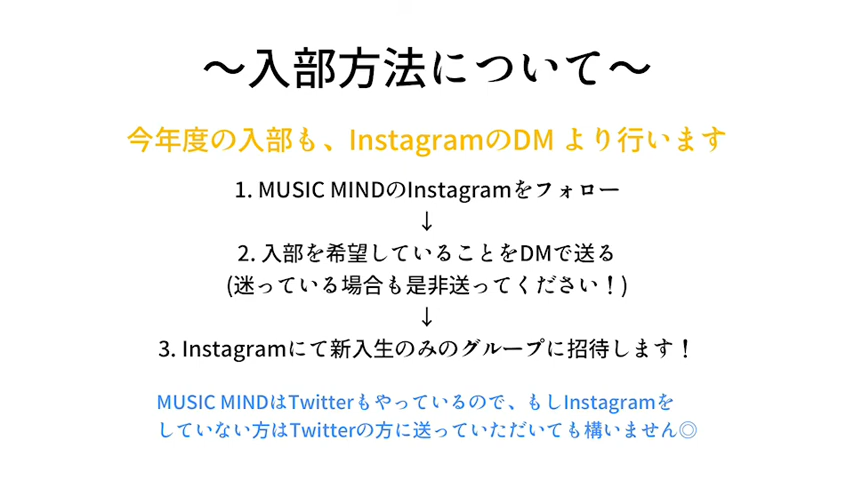 ～入部方法について～
今年度の入部も、InstagramのDM より行います
1. MUSIC MINDのInstagramをフォロー
↓
2. 入部を希望していることをDMで送る
(迷っている場合も是非送ってください！)
↓
3. Instagramにて新入生のみのグループに招待します！
MUSIC MINDはTwitterもやっているので、もしInstagramを
していない方はTwitterの方に送っていただいても構いません◎